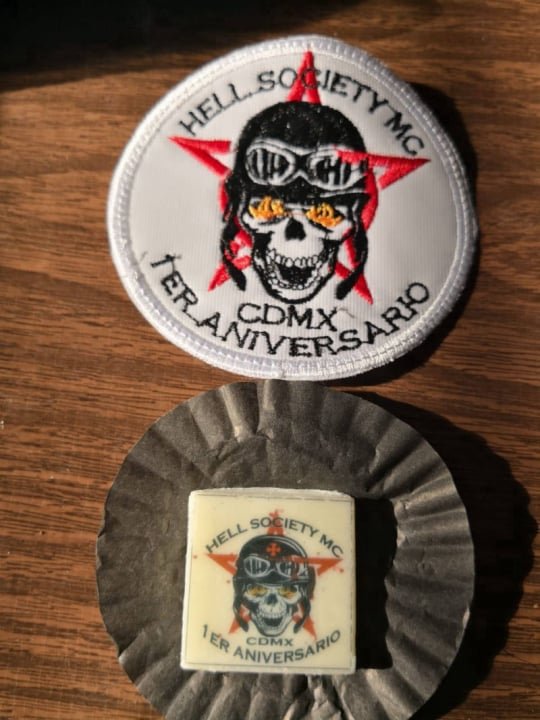 HELL SOCIETY MC
CDMX
1ER ANIVERSARIO
HELL SOCIETY MC
CDMX
1ER ANIVERSARIO